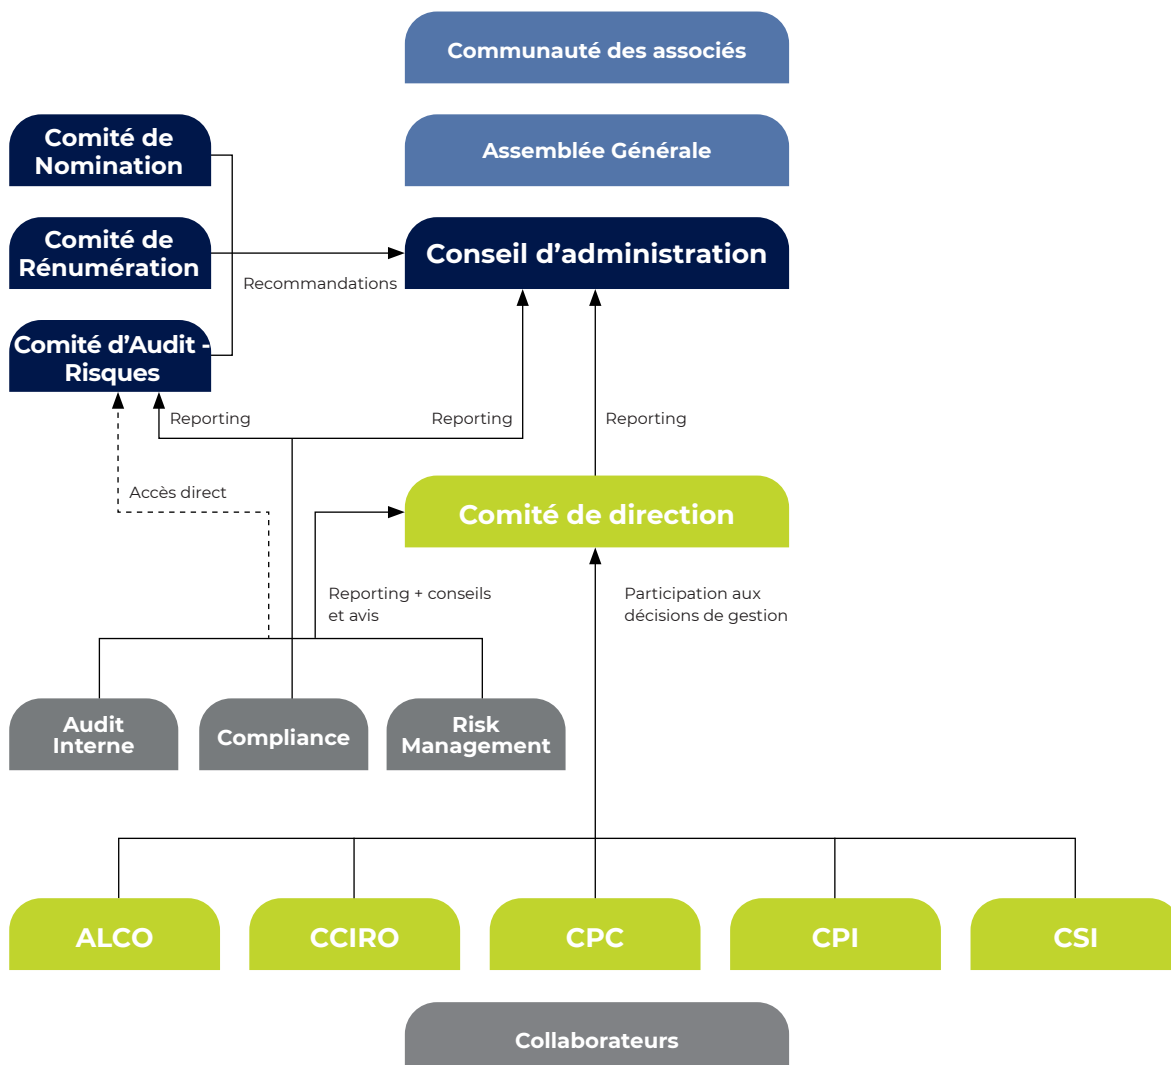 Communauté des associés
Assemblée Générale
Comité de
Nomination
Comité de
Rénumération
Conseil d’administration
Recommandations
Comité d’Audit -
Risques
Reporting
Reporting
Reporting
Accès direct
Comité de direction
Reporting + conseils
et avis
Participation aux
décisions de gestion
Audit
Interne
Compliance
Risk
Management
ALCO
CCIRO
CPC
CPI
CSI
Collaborateurs